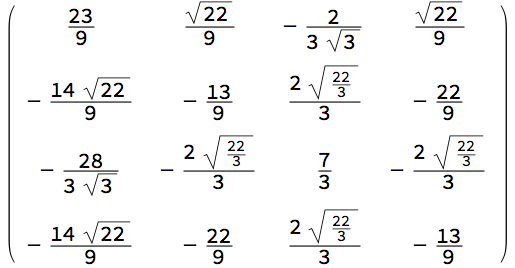 ( 23/9 √22/9 − 2/(3 √3) √22/9 )
( − 14 √22/9 − 13/9 2 √(22/3)/3 − 22/9 )
( − 28/(3 √3) − 2 √(22/3)/3 7/3 − 2 √(22/3)/3 )
( − 14 √22/9 − 22/9 2 √(22/3)/3 − 13/9 )